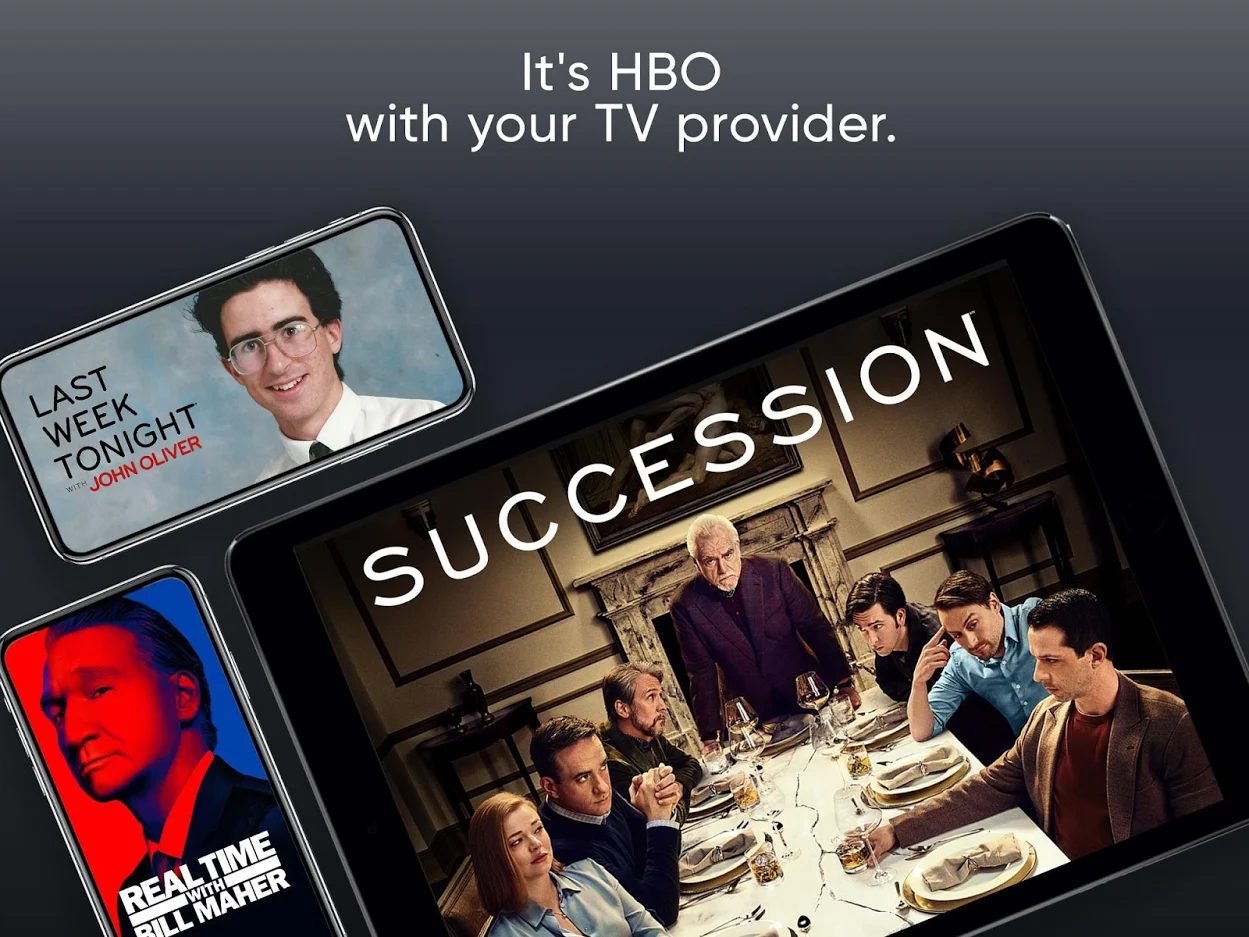 It's HBO
with your TV provider.
LAST
WEEK
TONIGHT
WITH JOHN OLIVER
SUCCESSION
REAL TIME
WITH
BILL MAHER